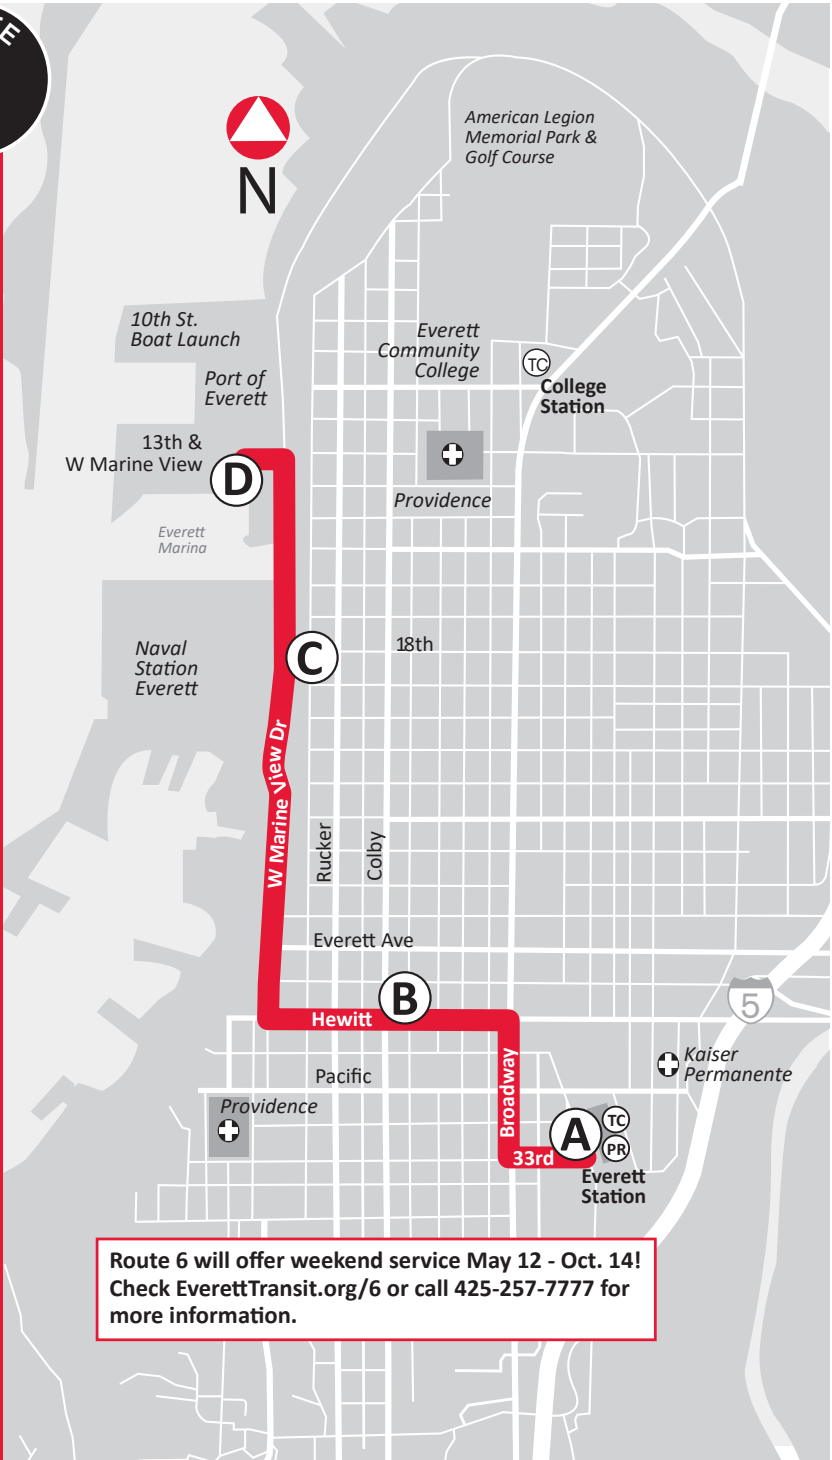 American Legion
Memorial Park &
Golf Course
N
10th St.
Boat Launch
Port of
Everett
Everett
Community
College
TC
College
Station
13th &
W Marine View
D
Providence
Everett
Marina
C
18th
Naval
Station
Everett
W Marine View Dr
Rucker
Colby
Everett Ave
B
Hewitt
5
Broadway
Pacific
Kaiser
Permanente
Providence
A
TC
PR
33rd
Everett
Station
Route 6 will offer weekend service May 12 - Oct. 14!
Check EverettTransit.org/6 or call 425-257-7777 for
more information.